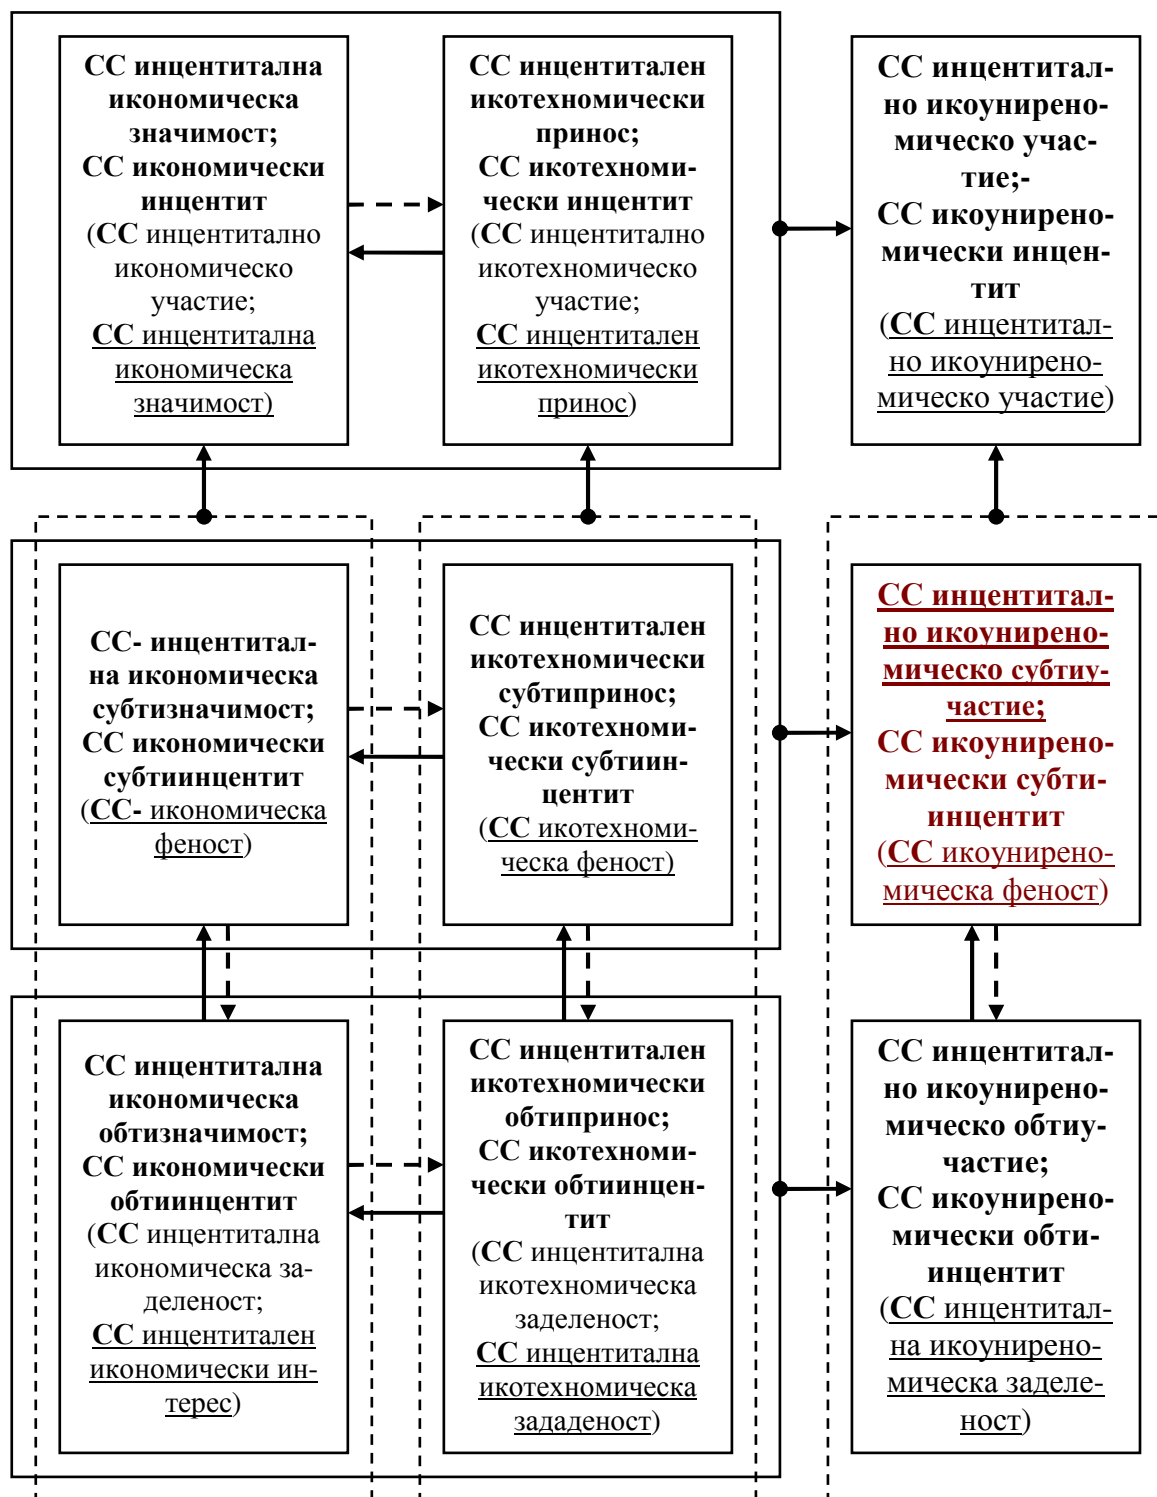 СС инцентитална
икономическа
значимост;
СС икономически
инцентит
(СС инцентитално
икономическо
участие;
СС инцентитална
икономическа
значимост)
СС инцентитален
икотехномически
принос;
СС икотехноми-
чески инцентит
(СС инцентитално
икотехномическо
участие;
СС инцентитален
икотехномически
принос)
СС инцентитал-
но икоунирено-
мическо учас-
тие;-
СС икоунирено-
мически инцен-
тит
(СС инцентитал-
но икоунирено-
мическо участие)
СС- инцентитал-
на икономическа
субтизначимост;
СС икономически
субтиинцентит
(СС- икономическа
феност)
СС инцентитален
икотехномически
субтипринос;
СС икотехноми-
чески субтиин-
центит
(СС икотехноми-
ческа феност)
СС инцентитал-
но икоунирено-
мическо субтиу-
частие;
СС икоунирено-
мически субти-
инцентит
(СС икоунирено-
мическа феност)
СС инцентитална
икономическа
обтизначимост;
СС икономически
обтиинцентит
(СС инцентитална
икономическа за-
деленост;
СС инцентитален
икономически ин-
терес)
СС инцентитален
икотехномически
обтипринос;
СС икотехноми-
чески обтиинцен-
тит
(СС инцентитална
икотехномическа
заделеност;
СС инцентитална
икотехномическа
зададеност)
СС инцентитал-
но икоунирено-
мическо обтиу-
частие;
СС икоунирено-
мически обти-
инцентит
(СС инцентитал-
на икоунирено-
мическа заделе-
ност)